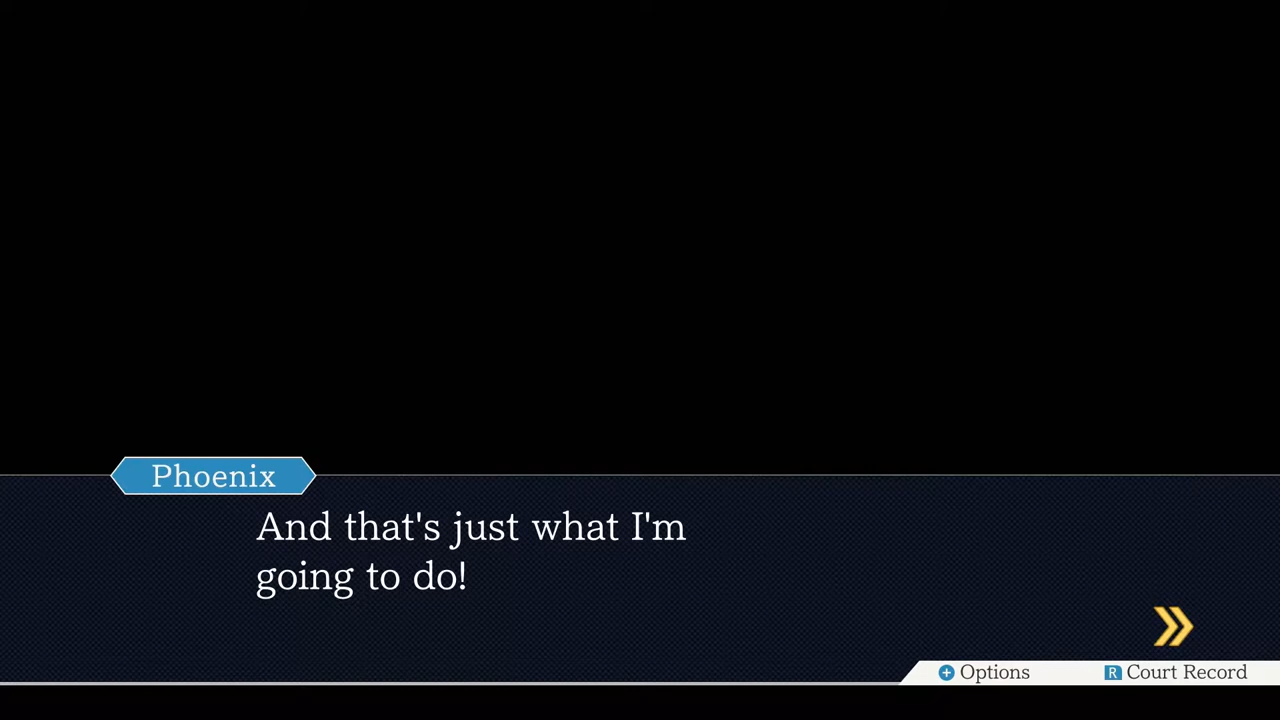 Phoenix
And that's just what I'm
going to do!
+ Options
R Court Record